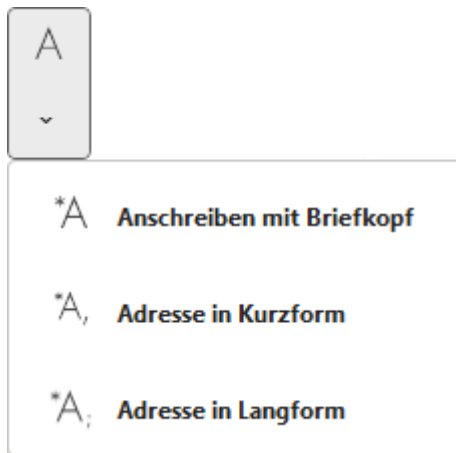 A
*A Anschreiben mit Briefkopf
*A, Adresse in Kurzform
*A; Adresse in Langform